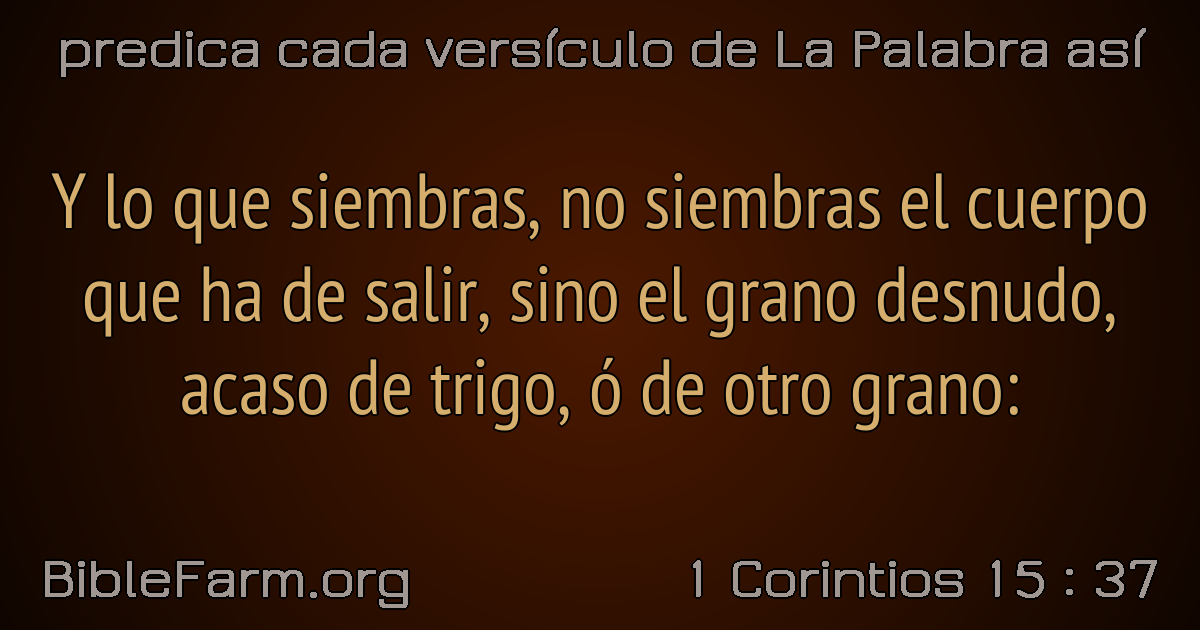 predica cada versículo de La Palabra así
Y lo que siembras, no siembras el cuerpo
que ha de salir, sino el grano desnudo,
acaso de trigo, ó de otro grano:
BibleFarm.org
1 Corintios 15 : 37